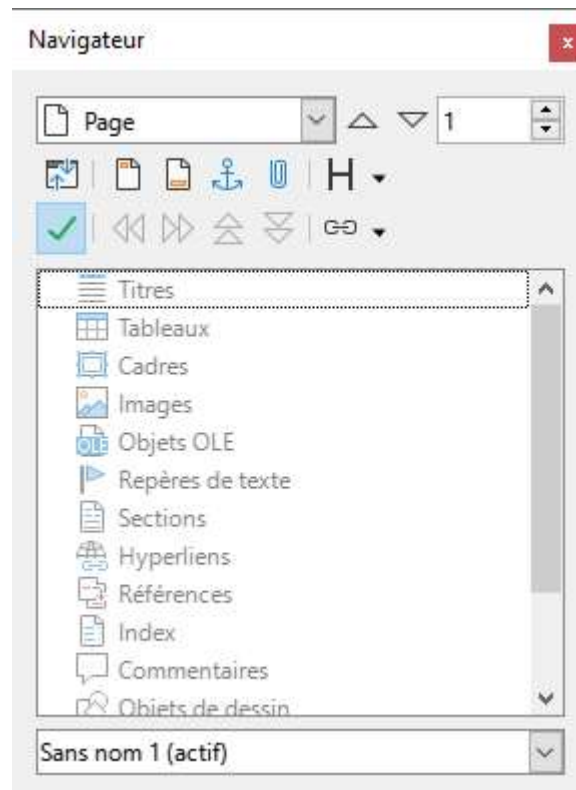 Navigateur
x
Page 1
H
Titres
Tableaux
Cadres
Images
OLE Objets OLE
Repères de texte
Sections
Hyperliens
Références
Index
Commentaires
Objets de dessin
Sans nom 1 (actif)